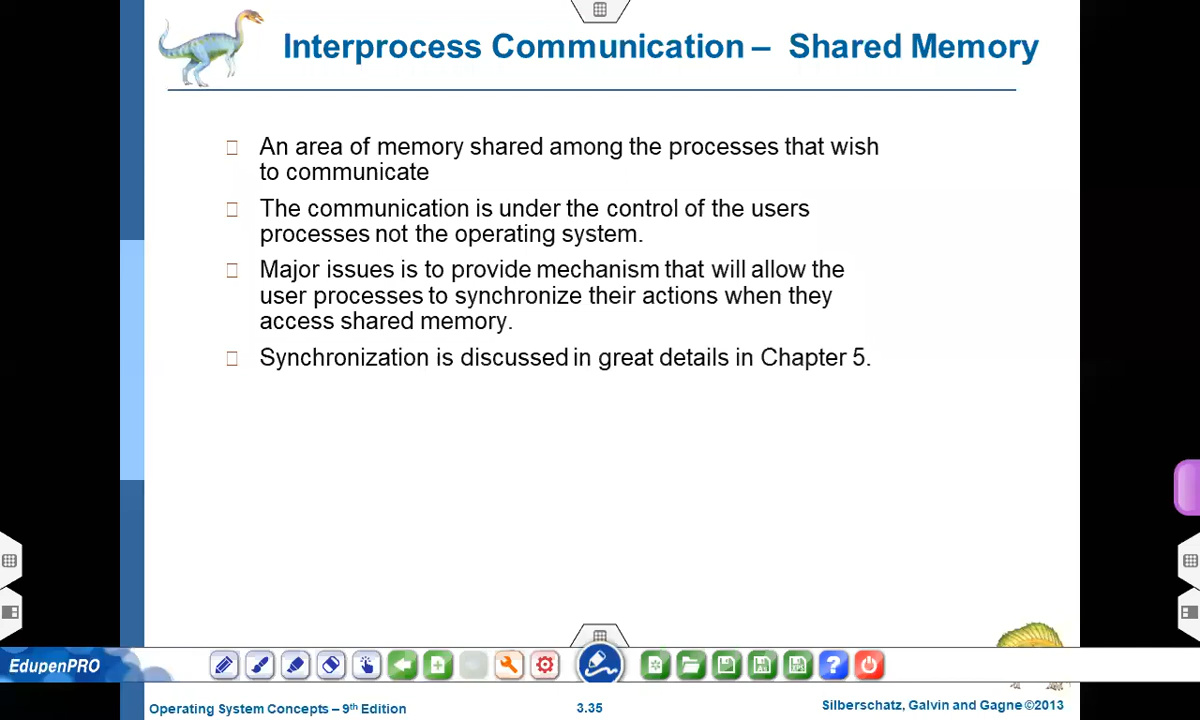 Interprocess Communication – Shared Memory
An area of memory shared among the processes that wish
to communicate
The communication is under the control of the users
processes not the operating system.
Major issues is to provide mechanism that will allow the
user processes to synchronize their actions when they
access shared memory.
Synchronization is discussed in great details in Chapter 5.
EdupenPRO
?
Operating System Concepts – 9th Edition
3.35
Silberschatz, Galvin and Gagne ©2013